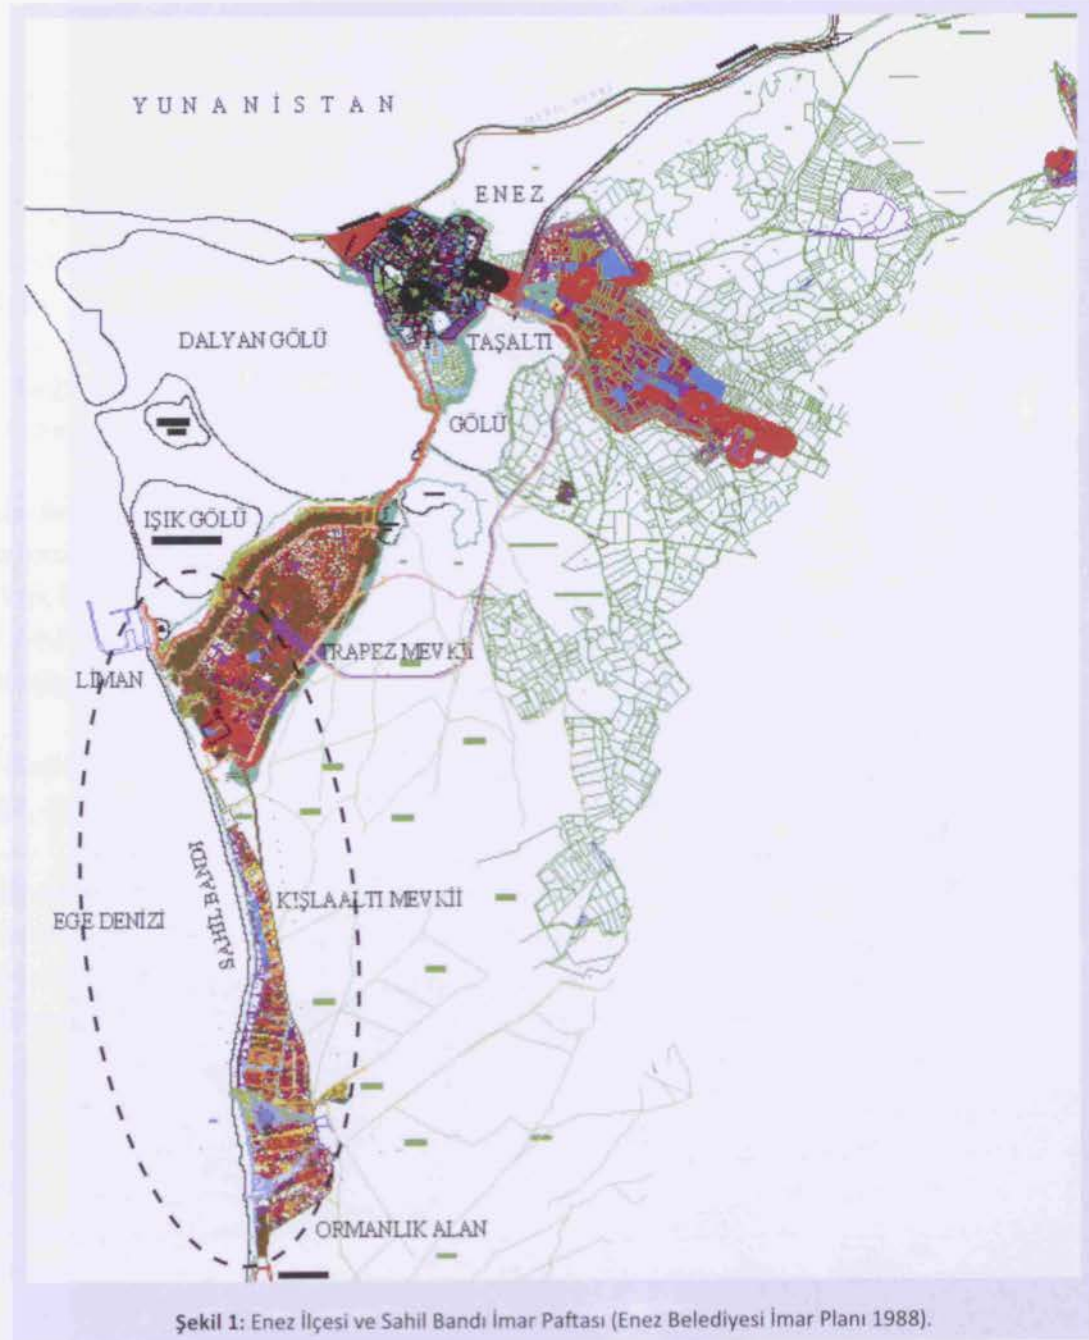 YUNANİSTAN
ENEZ
DALYAN GÖLÜ
TAŞALTI
GÖLÜ
IŞIK GÖLÜ
TRAPEZ MEVKİİ
LİMAN
SAHİL BANDI
KIŞLAALTI MEVKİİ
EGE DENİZİ
ORMANLIK ALAN
Şekil 1: Enez İlçesi ve Sahil Bandı İmar Paftası (Enez Belediyesi İmar Planı 1988).